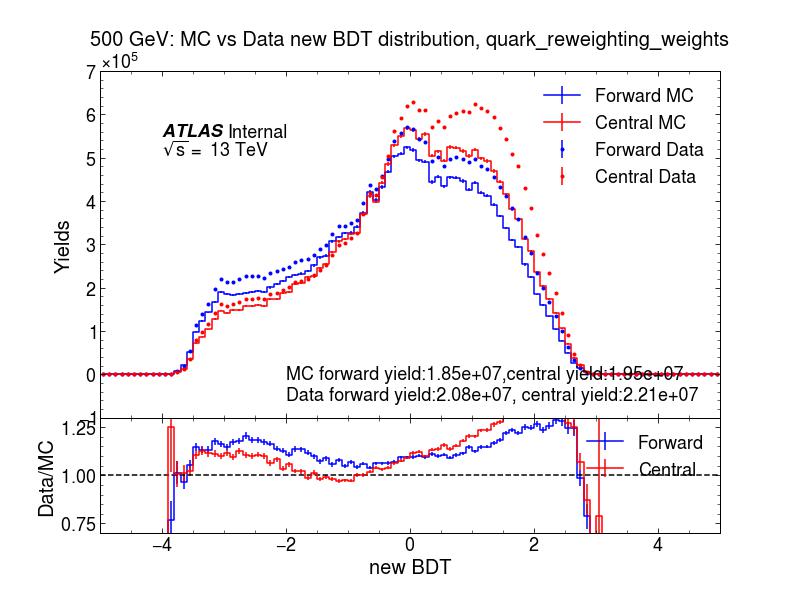 500 GeV: MC vs Data new BDT distribution, quark_reweighting_weights
×10⁵
7
6
5
4
3
2
1
0
1
Yields
ATLAS Internal
√s = 13 TeV
Forward MC
Central MC
Forward Data
Central Data
MC forward yield:1.85e+07,central yield:1.95e+07
Data forward yield:2.08e+07, central yield:2.21e+07
1.25
1.00
0.75
Data/MC
Forward
Central
−4
−2
0
2
4
new BDT